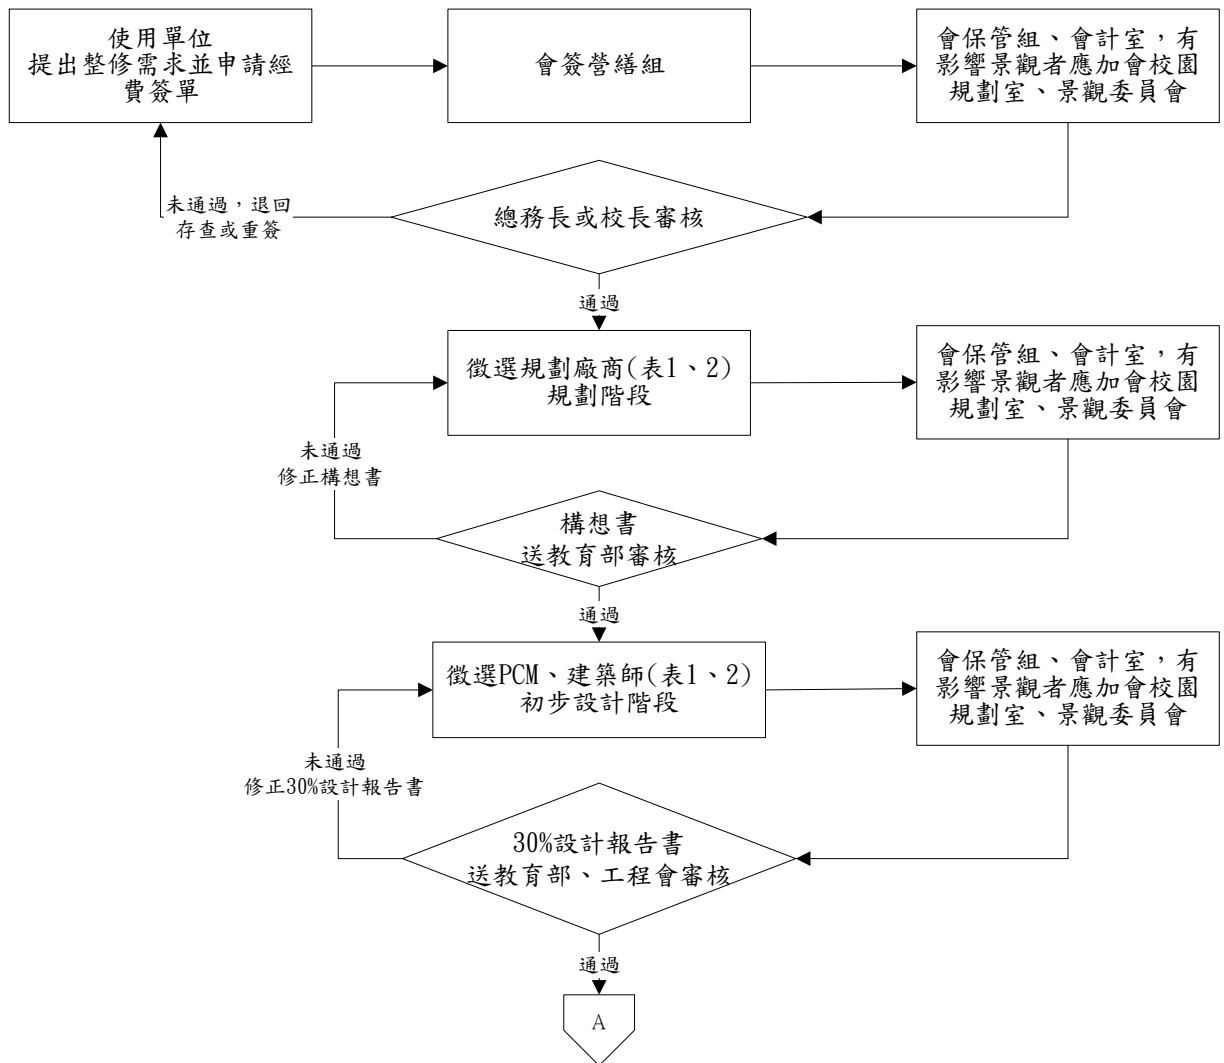 使用單位
提出整修需求並申請經
費簽單
會簽營繕組
會保管組、會計室，有
影響景觀者應加會校園
規劃室、景觀委員會
未通過，退回
存查或重簽
總務長或校長審核
通過
徵選規劃廠商(表1、2)
規劃階段
會保管組、會計室，有
影響景觀者應加會校園
規劃室、景觀委員會
未通過
修正構想書
構想書
送教育部審核
通過
徵選PCM、建築師(表1、2)
初步設計階段
會保管組、會計室，有
影響景觀者應加會校園
規劃室、景觀委員會
未通過
修正30%設計報告書
30%設計報告書
送教育部、工程會審核
通過
A